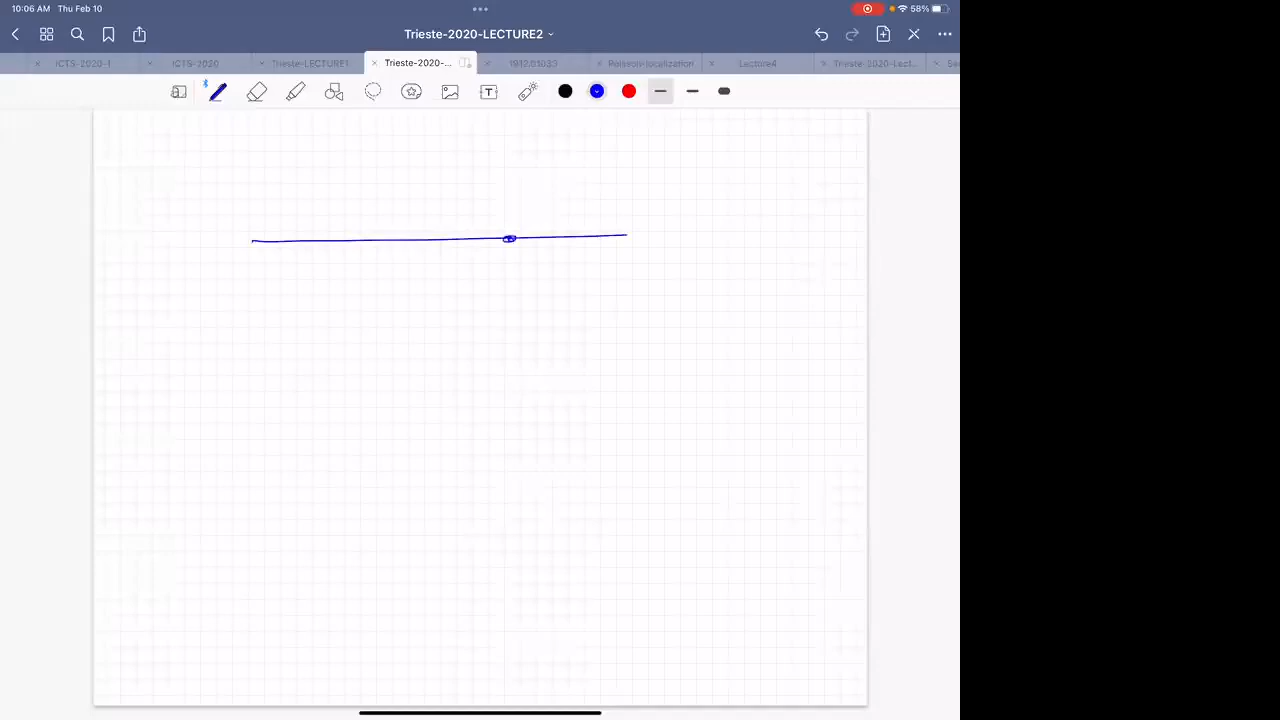 10:06 AM Thu Feb 10
58%
Trieste-2020-LECTURE2
ICTS-2020-1
ICTS-2020
Trieste-LECTURE1
Trieste-2020-...
1912.01033
Poisson-localization
Lecture4
Trieste-2020-Lect...
T